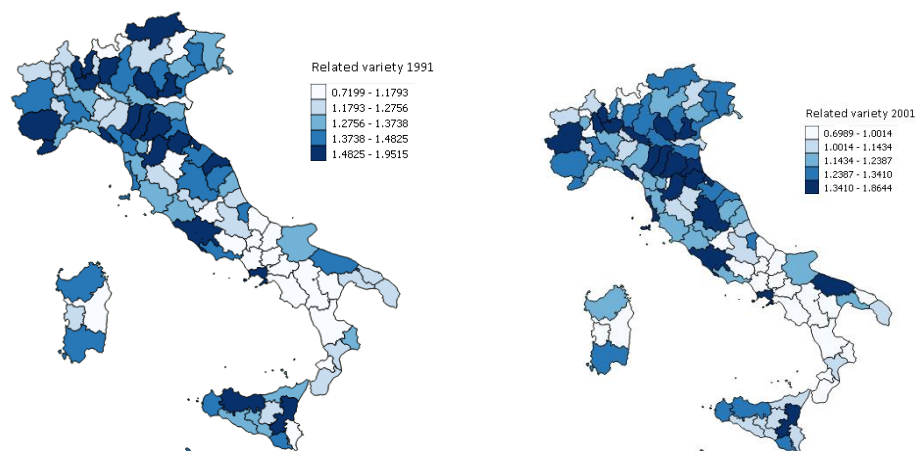 Related variety 1991
0.7199 - 1.1793
1.1793 - 1.2756
1.2756 - 1.3738
1.3738 - 1.4825
1.4825 - 1.9515
Related variety 2001
0.6989 - 1.0014
1.0014 - 1.1434
1.1434 - 1.2387
1.2387 - 1.3410
1.3410 - 1.8644